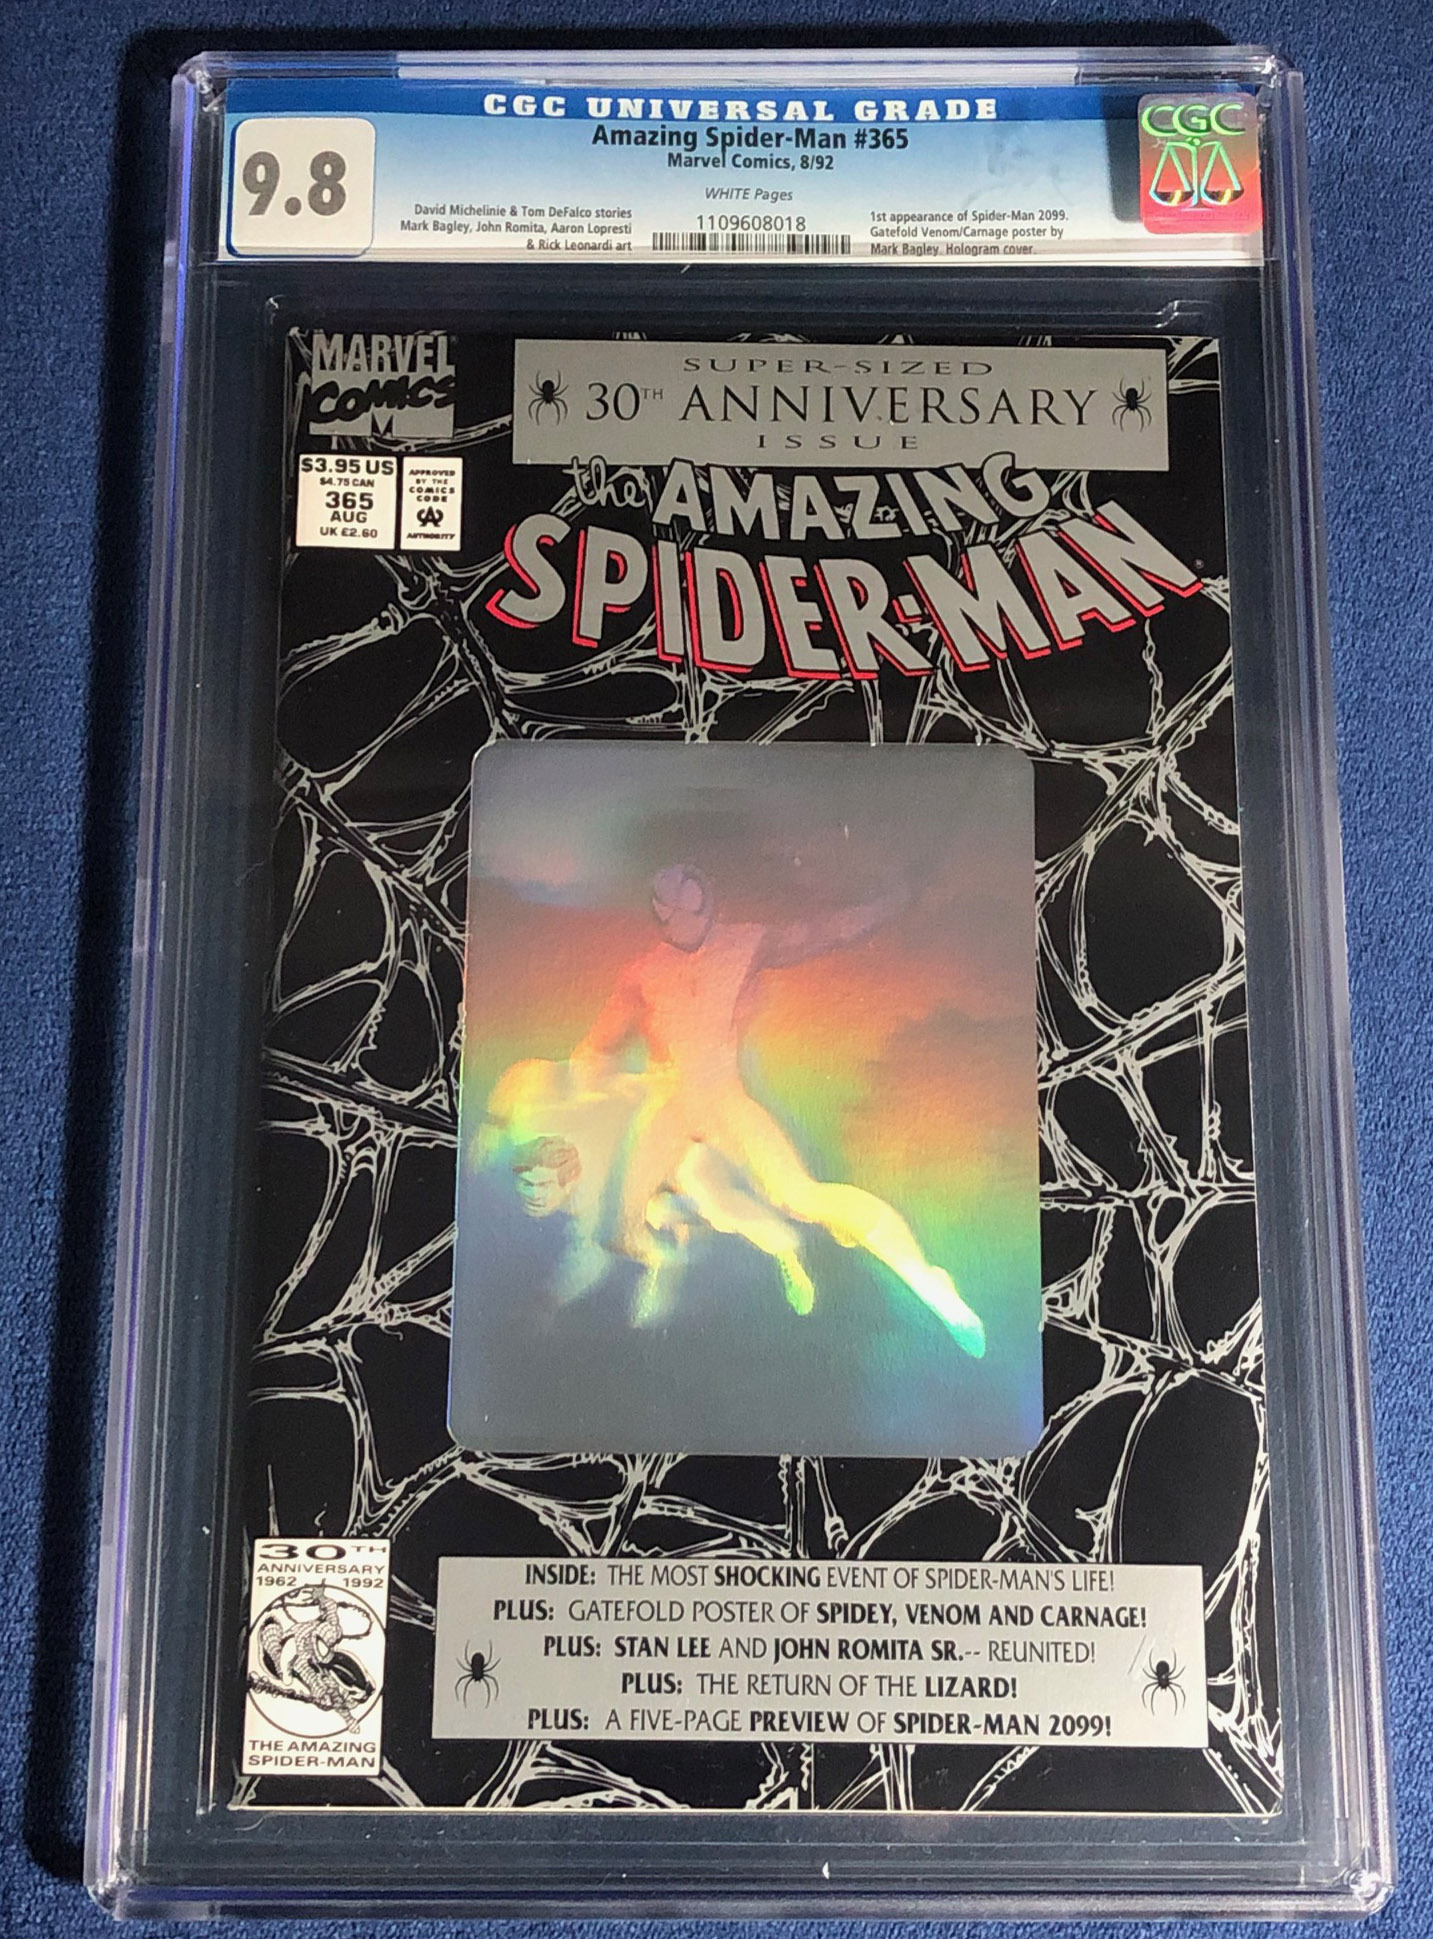 CGC UNIVERSAL GRADE
9.8
Amazing Spider-Man #365
Marvel Comics, 8/92
WHITE Pages
David Michelinie & Tom DeFalco stories
Mark Bagley, John Romita, Aaron Lopresti
& Rick Leonardi art
1109608018
1st appearance of Spider-Man 2099.
Gatefold Venom/Carnage poster by
Mark Bagley. Hologram cover.
CGC
MARVEL
COMICS
M
$3.95 US
$4.75 CAN
365
AUG
UK £2.60
APPROVED
BY THE
COMICS
CODE
CA
AUTHORITY
SUPER-SIZED
30TH ANNIVERSARY
ISSUE
the AMAZING
SPIDER-MAN
30TH
ANNIVERSARY
1962 1992
THE AMAZING
SPIDER-MAN
INSIDE: THE MOST SHOCKING EVENT OF SPIDER-MAN'S LIFE!
PLUS: GATEFOLD POSTER OF SPIDEY, VENOM AND CARNAGE!
PLUS: STAN LEE AND JOHN ROMITA SR.-- REUNITED!
PLUS: THE RETURN OF THE LIZARD!
PLUS: A FIVE-PAGE PREVIEW OF SPIDER-MAN 2099!